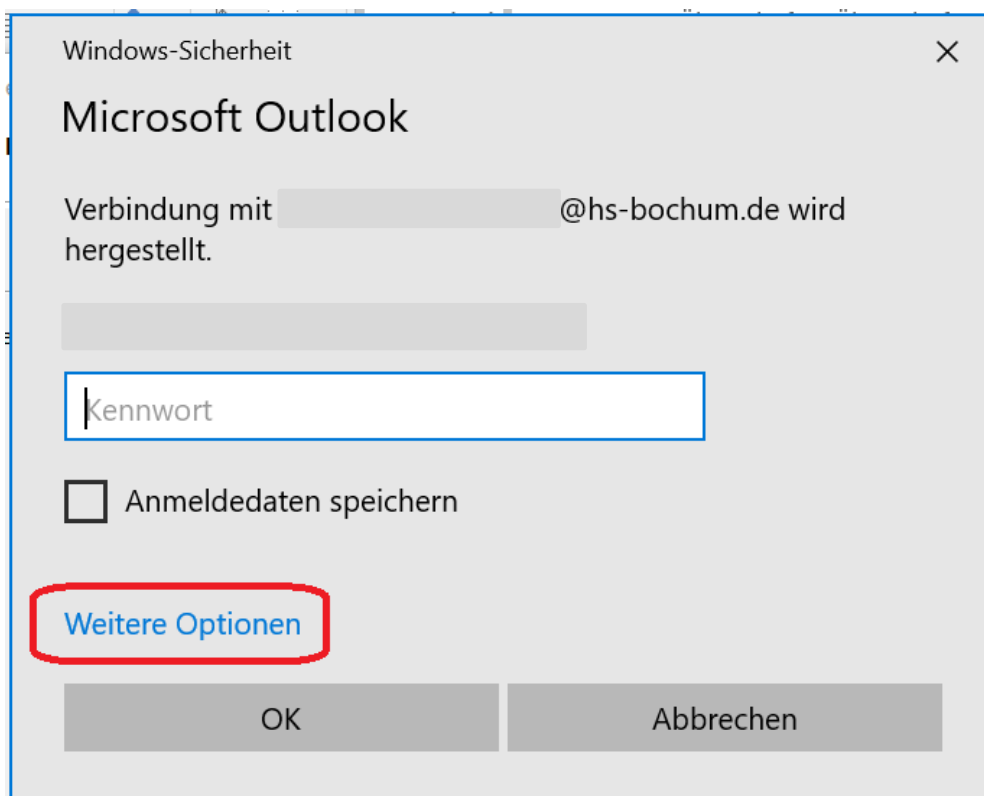 Windows-Sicherheit
Microsoft Outlook
Verbindung mit @hs-bochum.de wird
hergestellt.
Kennwort
Anmeldedaten speichern
Weitere Optionen
OK Abbrechen